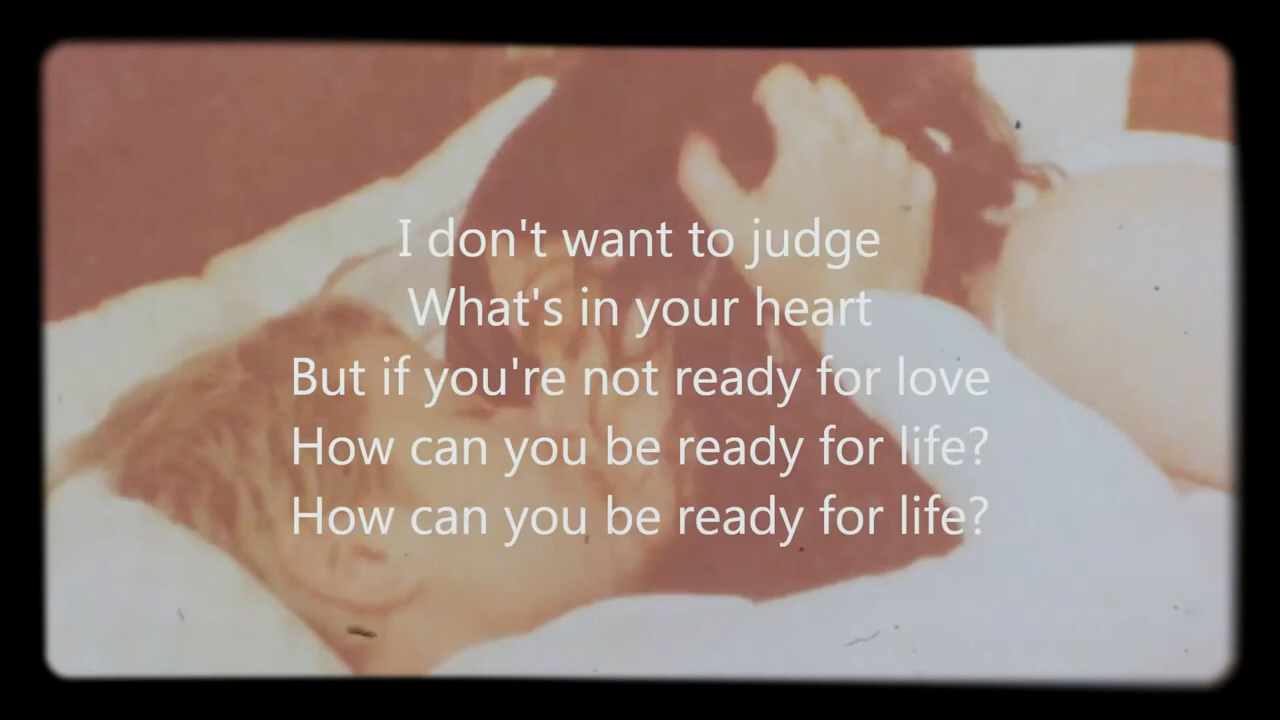 I don't want to judge
What's in your heart
But if you're not ready for love
How can you be ready for life?
How can you be ready for life?